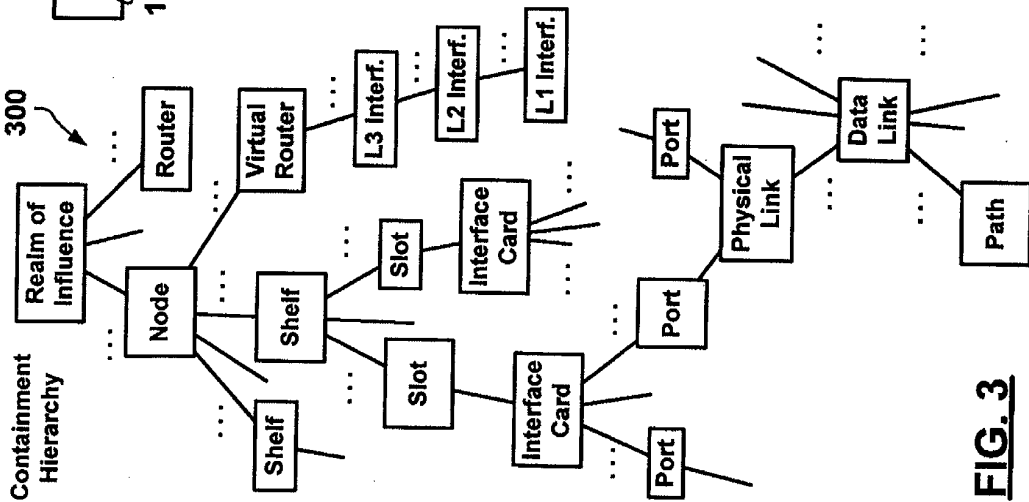 Containment
Hierarchy
300
1
Realm of
Influence
...
Router
...
Node
...
Virtual
Router
...
Shelf
...
Shelf
...
L3 Interf.
...
L2 Interf.
...
L1 Interf.
...
Slot
Slot
Interface
Card
...
Interface
Card
...
Port
...
Port
Port
Physical
Link
...
Data
Link
...
...
...
Path
FIG. 3